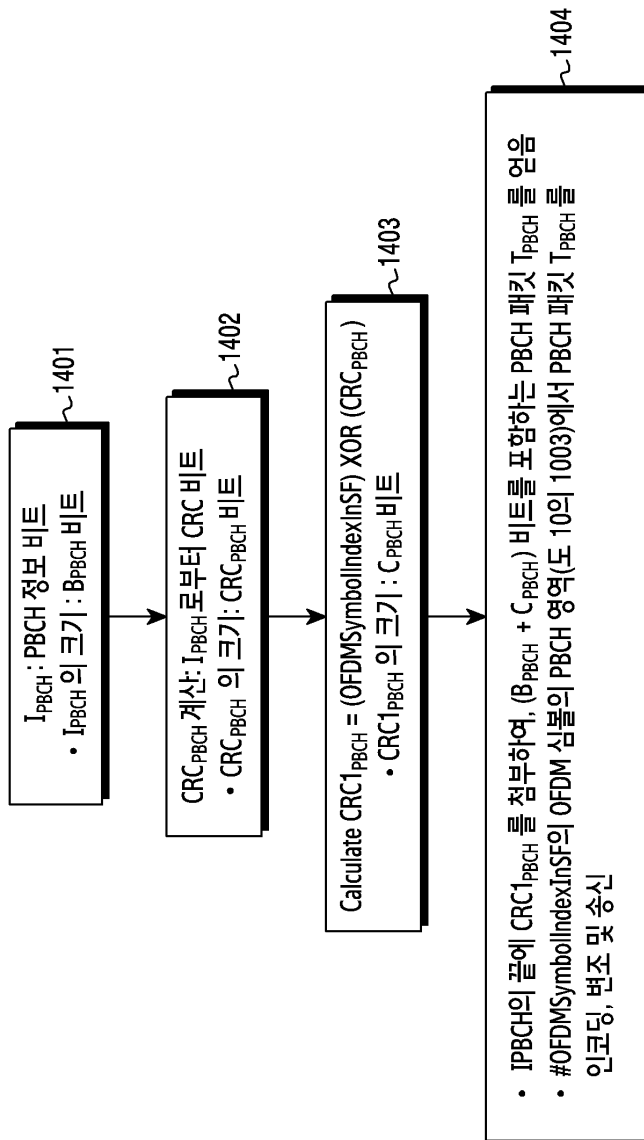 1401
I_PBCH : PBCH 정보 비트
• I_PBCH 의 크기 : B_PBCH 비트
1402
CRC_PBCH 계산: I_PBCH 로부터 CRC 비트
• CRC_PBCH 의 크기: CRC_PBCH 비트
1403
Calculate CRC1_PBCH = (OFDMSymbolIndexInSF) XOR (CRC_PBCH)
• CRC1_PBCH 의 크기 : C_PBCH 비트
1404
• IPBCH의 끝에 CRC1_PBCH 를 첨부하여, (B_PBCH + C_PBCH) 비트를 포함하는 PBCH 패킷 T_PBCH 를 얻음
• #OFDMSymbolIndexInSF의 OFDM 심볼의 PBCH 영역(도 10의 1003)에서 PBCH 패킷 T_PBCH 를
인코딩, 변조 및 송신